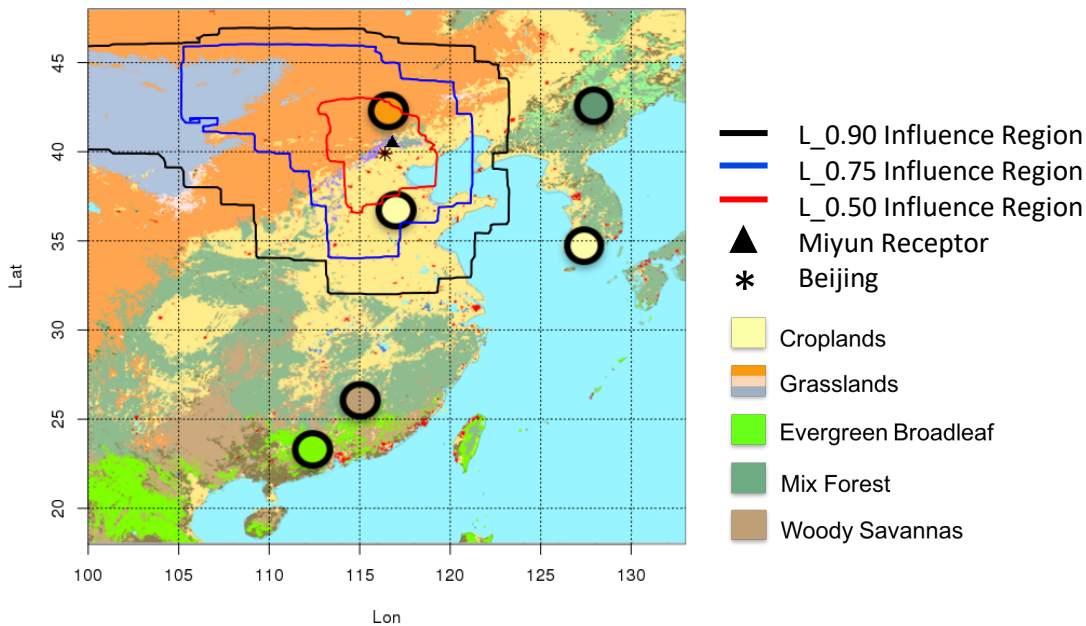 45
40
35
30
25
20
Lat
100
105
110
115
120
125
130
Lon
L_0.90 Influence Region
L_0.75 Influence Region
L_0.50 Influence Region
Miyun Receptor
Beijing
Croplands
Grasslands
Evergreen Broadleaf
Mix Forest
Woody Savannas